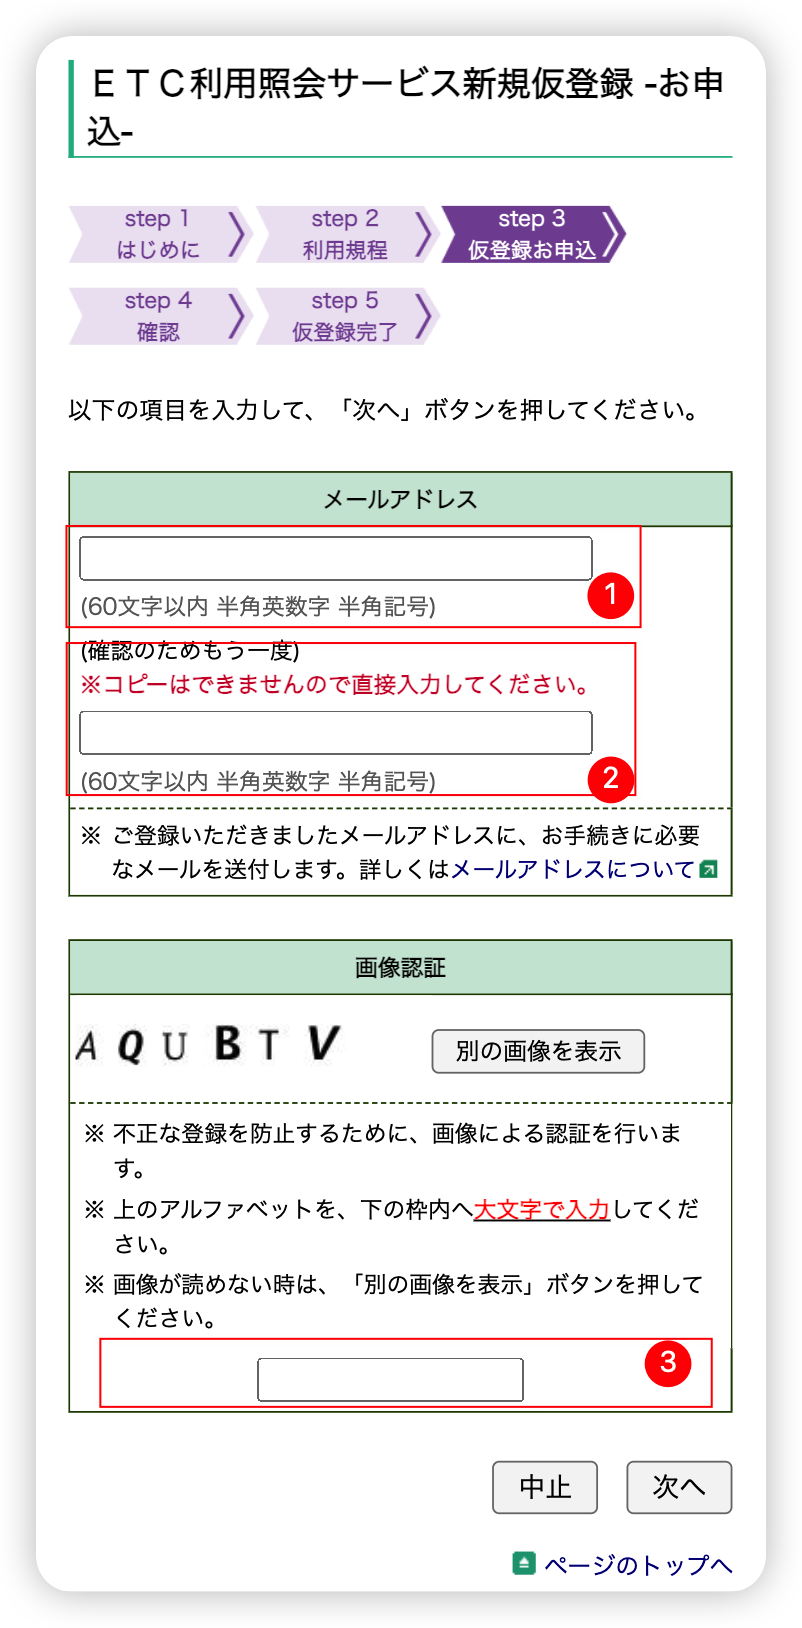 ＥＴＣ利用照会サービス新規仮登録 -お申
込-
step 1
はじめに
step 2
利用規程
step 3
仮登録お申込
step 4
確認
step 5
仮登録完了
以下の項目を入力して、「次へ」ボタンを押してください。
メールアドレス
1
(60文字以内 半角英数字 半角記号)
(確認のためもう一度)
※コピーはできませんので直接入力してください。
(60文字以内 半角英数字 半角記号)
2
※ ご登録いただきましたメールアドレスに、お手続きに必要
なメールを送付します。詳しくはメールアドレスについて
画像認証
A Q U B T V
別の画像を表示
※ 不正な登録を防止するために、画像による認証を行いま
す。
※ 上のアルファベットを、下の枠内へ大文字で入力してくだ
さい。
※ 画像が読めない時は、「別の画像を表示」ボタンを押して
ください。
3
中止
次へ
ページのトップへ